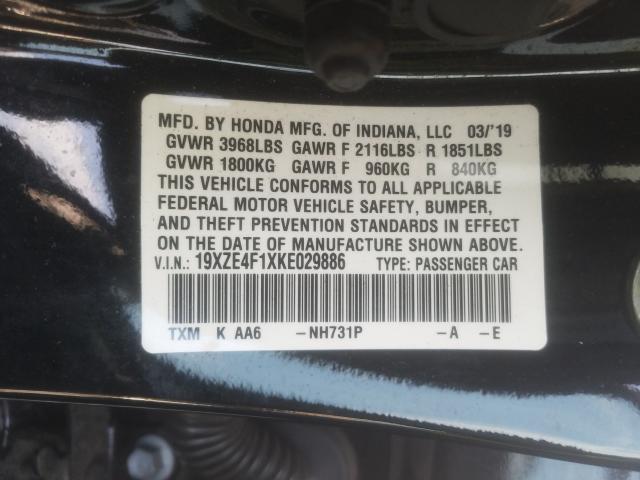 MFD. BY HONDA MFG. OF INDIANA, LLC 03/'19
GVWR 3968LBS GAWR F 2116LBS R 1851LBS
GVWR 1800KG GAWR F 960KG R 840KG
THIS VEHICLE CONFORMS TO ALL APPLICABLE
FEDERAL MOTOR VEHICLE SAFETY, BUMPER,
AND THEFT PREVENTION STANDARDS IN EFFECT
ON THE DATE OF MANUFACTURE SHOWN ABOVE.
V.I.N.: 19XZE4F1XKE029886 TYPE: PASSENGER CAR
TXM K AA6 –NH731P –A –E